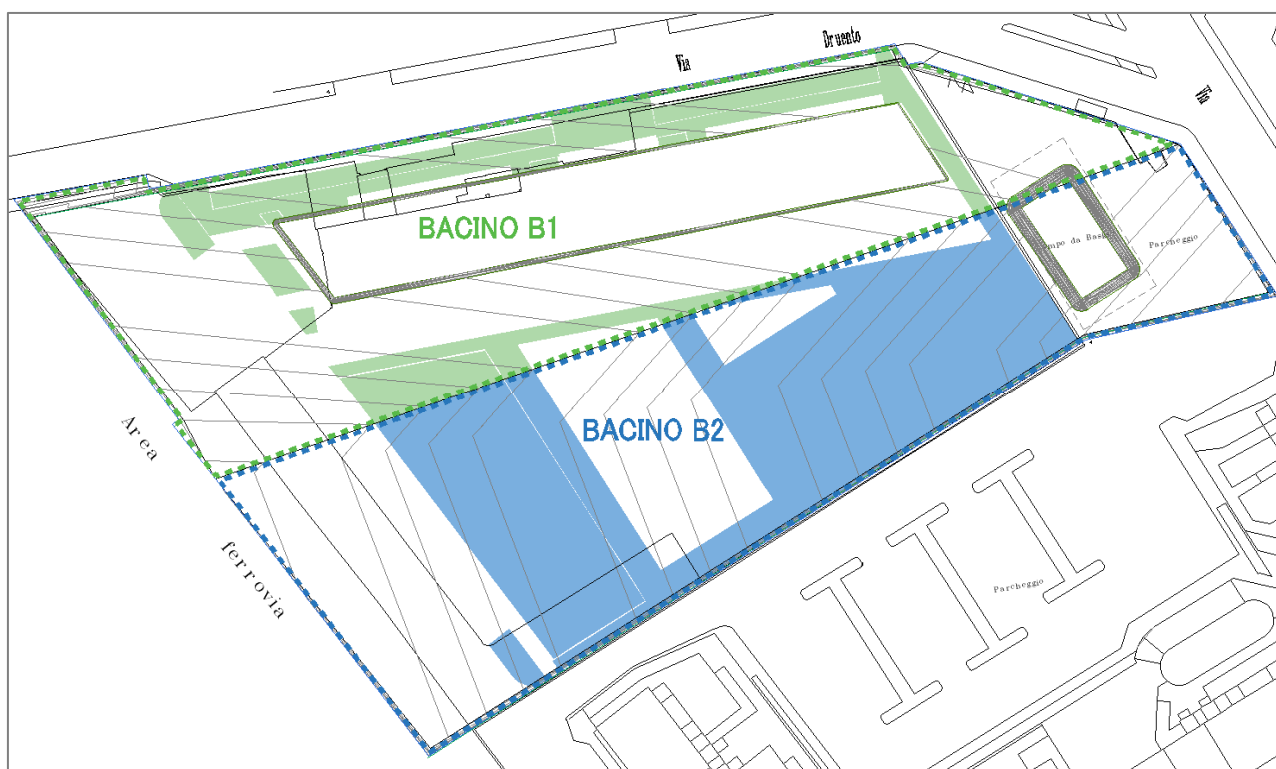 Via Druento
Via
BACINO B1
Parcheggio
BACINO B2
Area ferrovia
Parcheggio